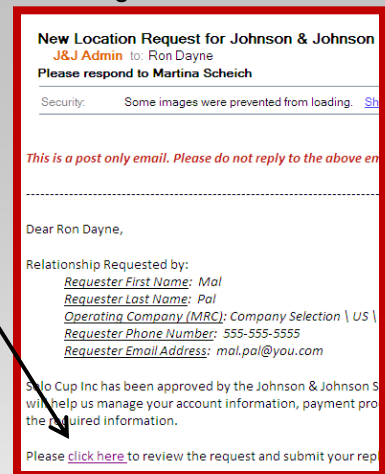 New Location Request for Johnson & Johnson
J&J Admin to: Ron Dayne
Please respond to Martina Scheich
Security: Some images were prevented from loading. Sh
This is a post only email. Please do not reply to the above em
--------------------------------------------------------------------------------
Dear Ron Dayne,
Relationship Requested by:
Requester First Name: Mal
Requester Last Name: Pal
Operating Company (MRC): Company Selection \ US \
Requester Phone Number: 555-555-5555
Requester Email Address: mal.pal@you.com
Solo Cup Inc has been approved by the Johnson & Johnson S
will help us manage your account information, payment pro
the required information.
Please click here to review the request and submit your repl